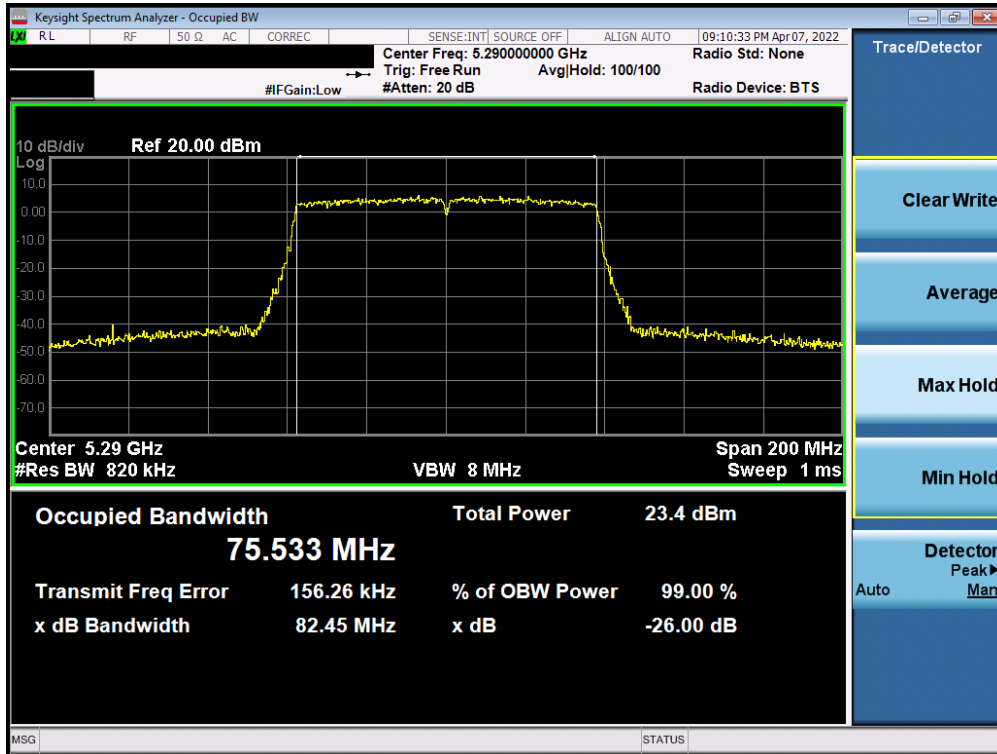 Keysight Spectrum Analyzer - Occupied BW
LXI RL RF 50 Ω AC CORREC SENSE:INT SOURCE OFF ALIGN AUTO 09:10:33 PM Apr 07, 2022
Center Freq: 5.290000000 GHz Radio Std: None
Trig: Free Run Avg|Hold: 100/100
#IFGain:Low #Atten: 20 dB Radio Device: BTS
10 dB/div Ref 20.00 dBm
Log
10.0
0.00
-10.0
-20.0
-30.0
-40.0
-50.0
-60.0
-70.0
Center 5.29 GHz Span 200 MHz
#Res BW 820 kHz VBW 8 MHz Sweep 1 ms
Occupied Bandwidth Total Power 23.4 dBm
75.533 MHz
Transmit Freq Error 156.26 kHz % of OBW Power 99.00 %
x dB Bandwidth 82.45 MHz x dB -26.00 dB
MSG STATUS
Trace/Detector
Clear Write
Average
Max Hold
Min Hold
Detector
Peak▶
Auto Man